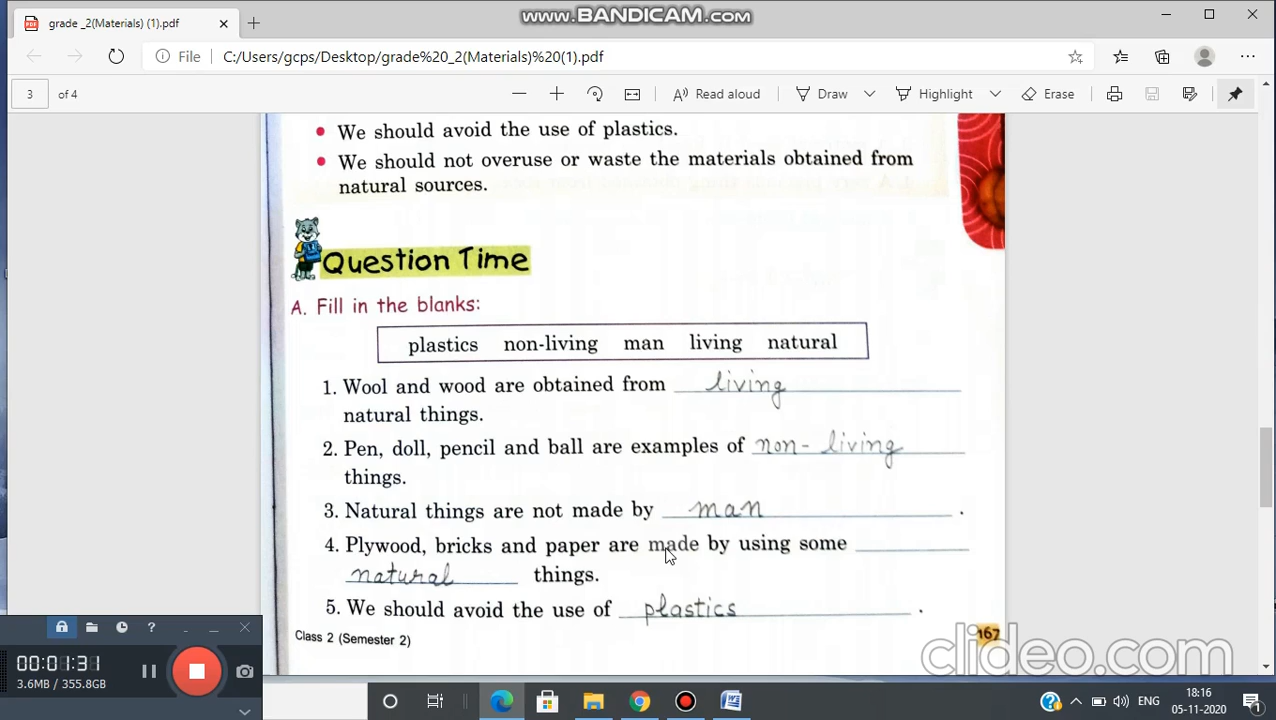 www.BANDICAM.com
grade _2(Materials) (1).pdf
File C:/Users/gcps/Desktop/grade%20_2(Materials)%20(1).pdf
3 of 4 Read aloud Draw Highlight Erase
We should avoid the use of plastics.
We should not overuse or waste the materials obtained from
natural sources.
Question Time
A. Fill in the blanks:
plastics non-living man living natural
1. Wool and wood are obtained from living
natural things.
2. Pen, doll, pencil and ball are examples of non-living
things.
3. Natural things are not made by man .
4. Plywood, bricks and paper are made by using some
natural things.
5. We should avoid the use of plastics .
Class 2 (Semester 2) 167
clideo.com
00:01:31
3.6MB / 355.8GB
ENG 18:16
05-11-2020